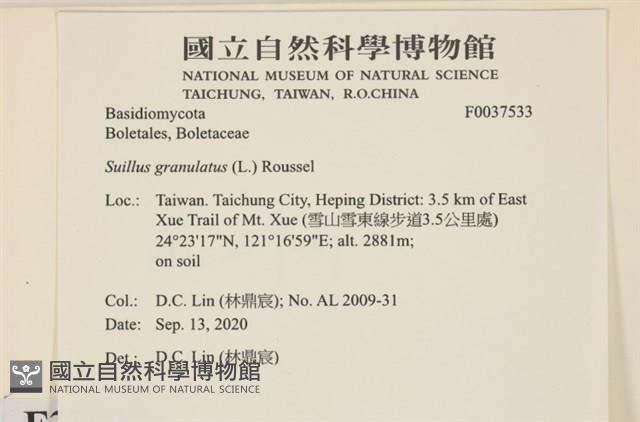 國立自然科學博物館
NATIONAL MUSEUM OF NATURAL SCIENCE
TAICHUNG, TAIWAN, R.O.CHINA
Basidiomycota F0037533
Boletales, Boletaceae
Suillus granulatus (L.) Roussel
Loc.: Taiwan. Taichung City, Heping District: 3.5 km of East
Xue Trail of Mt. Xue (雪山雪東線步道3.5公里處)
24°23'17"N, 121°16'59"E; alt. 2881m;
on soil
Col.: D.C. Lin (林鼎宸); No. AL 2009-31
Date: Sep. 13, 2020
Det.: D.C. Lin (林鼎宸)
國立自然科學博物館
NATIONAL MUSEUM OF NATURAL SCIENCE